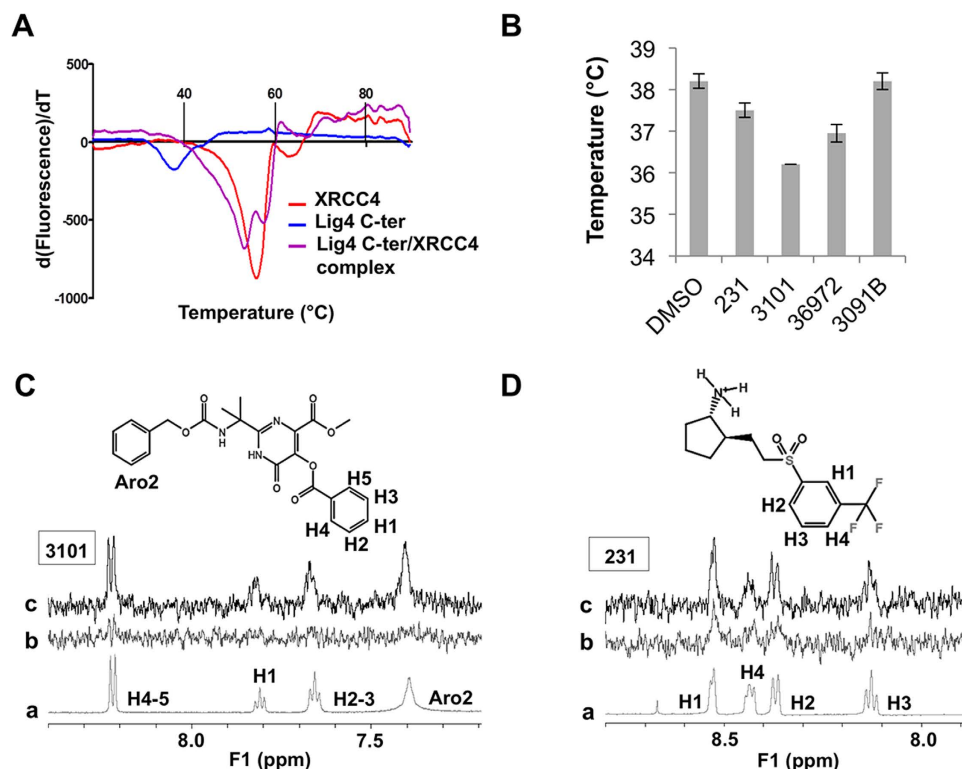 A
500
0
-500
-1000
40
60
80
d(Fluorescence)/dT
XRCC4
Lig4 C-ter
Lig4 C-ter/XRCC4
complex
Temperature (°C)
B
39
38
37
36
35
34
Temperature (°C)
DMSO
231
3101
36972
3091B
C
O
O
N
H
N
HN
O
O
O
O
O
Aro2
H5
H3
H1
H2
H4
3101
c
b
a
H4-5
H1
H2-3
Aro2
8.0
7.5
F1 (ppm)
D
H
N+
H
H
O
O
S
H1
H2
H3
H4
F
F
F
231
c
b
a
H1
H4
H2
H3
8.5
8.0
F1 (ppm)